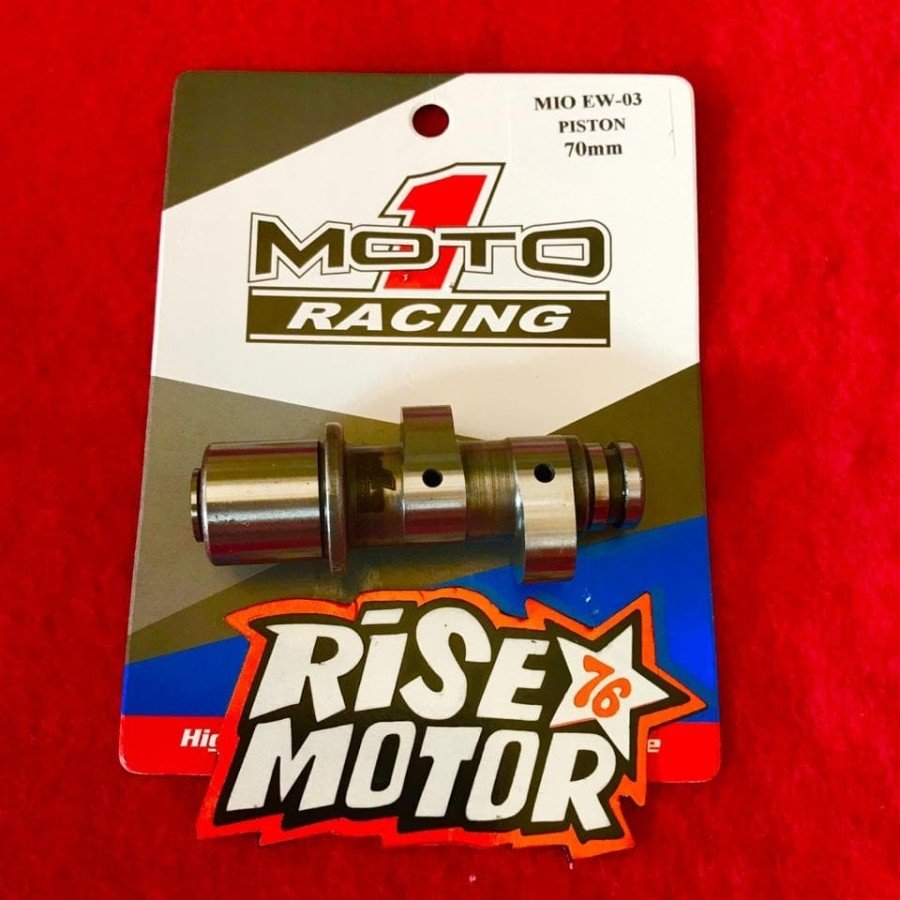 MIO EW-03
PISTON
70mm
MOTO 1
RACING
RiSE
76
MOTOR